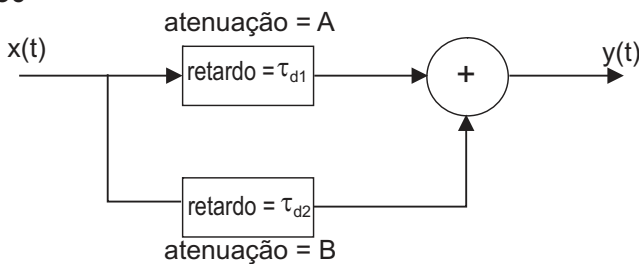 atenuação = A
x(t)
y(t)
retardo = τd1
+
retardo = τd2
atenuação = B